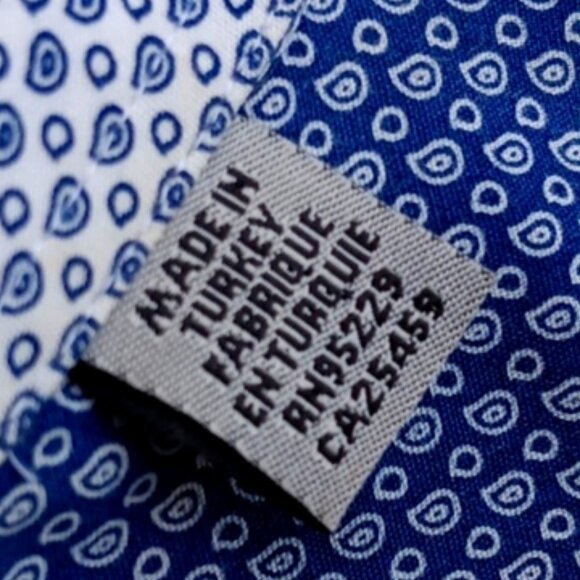 MADE IN
TURKEY
FABRIQUE
EN TURQUIE
RN95229
CA25459